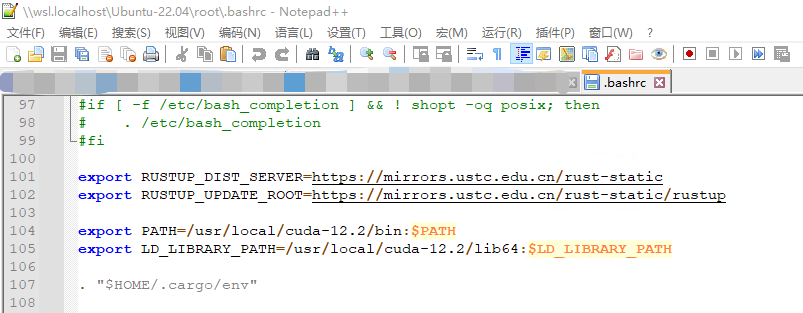 \\wsl.localhost\Ubuntu-22.04\root\.bashrc - Notepad++
文件(F) 编辑(E) 搜索(S) 视图(V) 编码(N) 语言(L) 设置(T) 工具(O) 宏(M) 运行(R) 插件(P) 窗口(W) ?
.bashrc
97 #if [ -f /etc/bash_completion ] && ! shopt -oq posix; then
98 #    . /etc/bash_completion
99 #fi
100
101 export RUSTUP_DIST_SERVER=https://mirrors.ustc.edu.cn/rust-static
102 export RUSTUP_UPDATE_ROOT=https://mirrors.ustc.edu.cn/rust-static/rustup
103
104 export PATH=/usr/local/cuda-12.2/bin:$PATH
105 export LD_LIBRARY_PATH=/usr/local/cuda-12.2/lib64:$LD_LIBRARY_PATH
106
107 . "$HOME/.cargo/env"
108